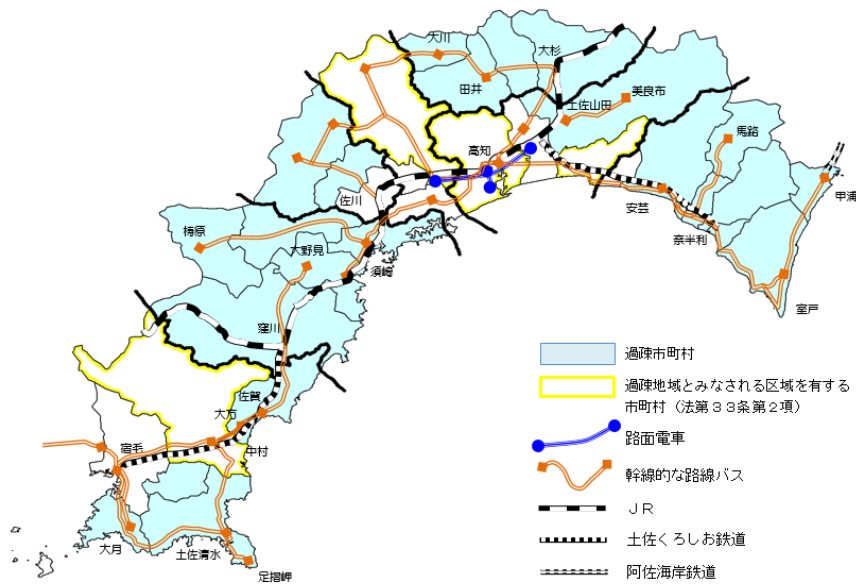 大川
大杉
田井
美良布
土佐山田
馬路
高知
甲浦
佐川
安芸
梼原
大野見
奈半利
須崎
室戸
窪川
過疎市町村
佐賀
過疎地域とみなされる区域を有する
市町村（法第３３条第２項）
大方
路面電車
宿毛
中村
幹線的な路線バス
ＪＲ
土佐くろしお鉄道
大月
土佐清水
足摺岬
阿佐海岸鉄道